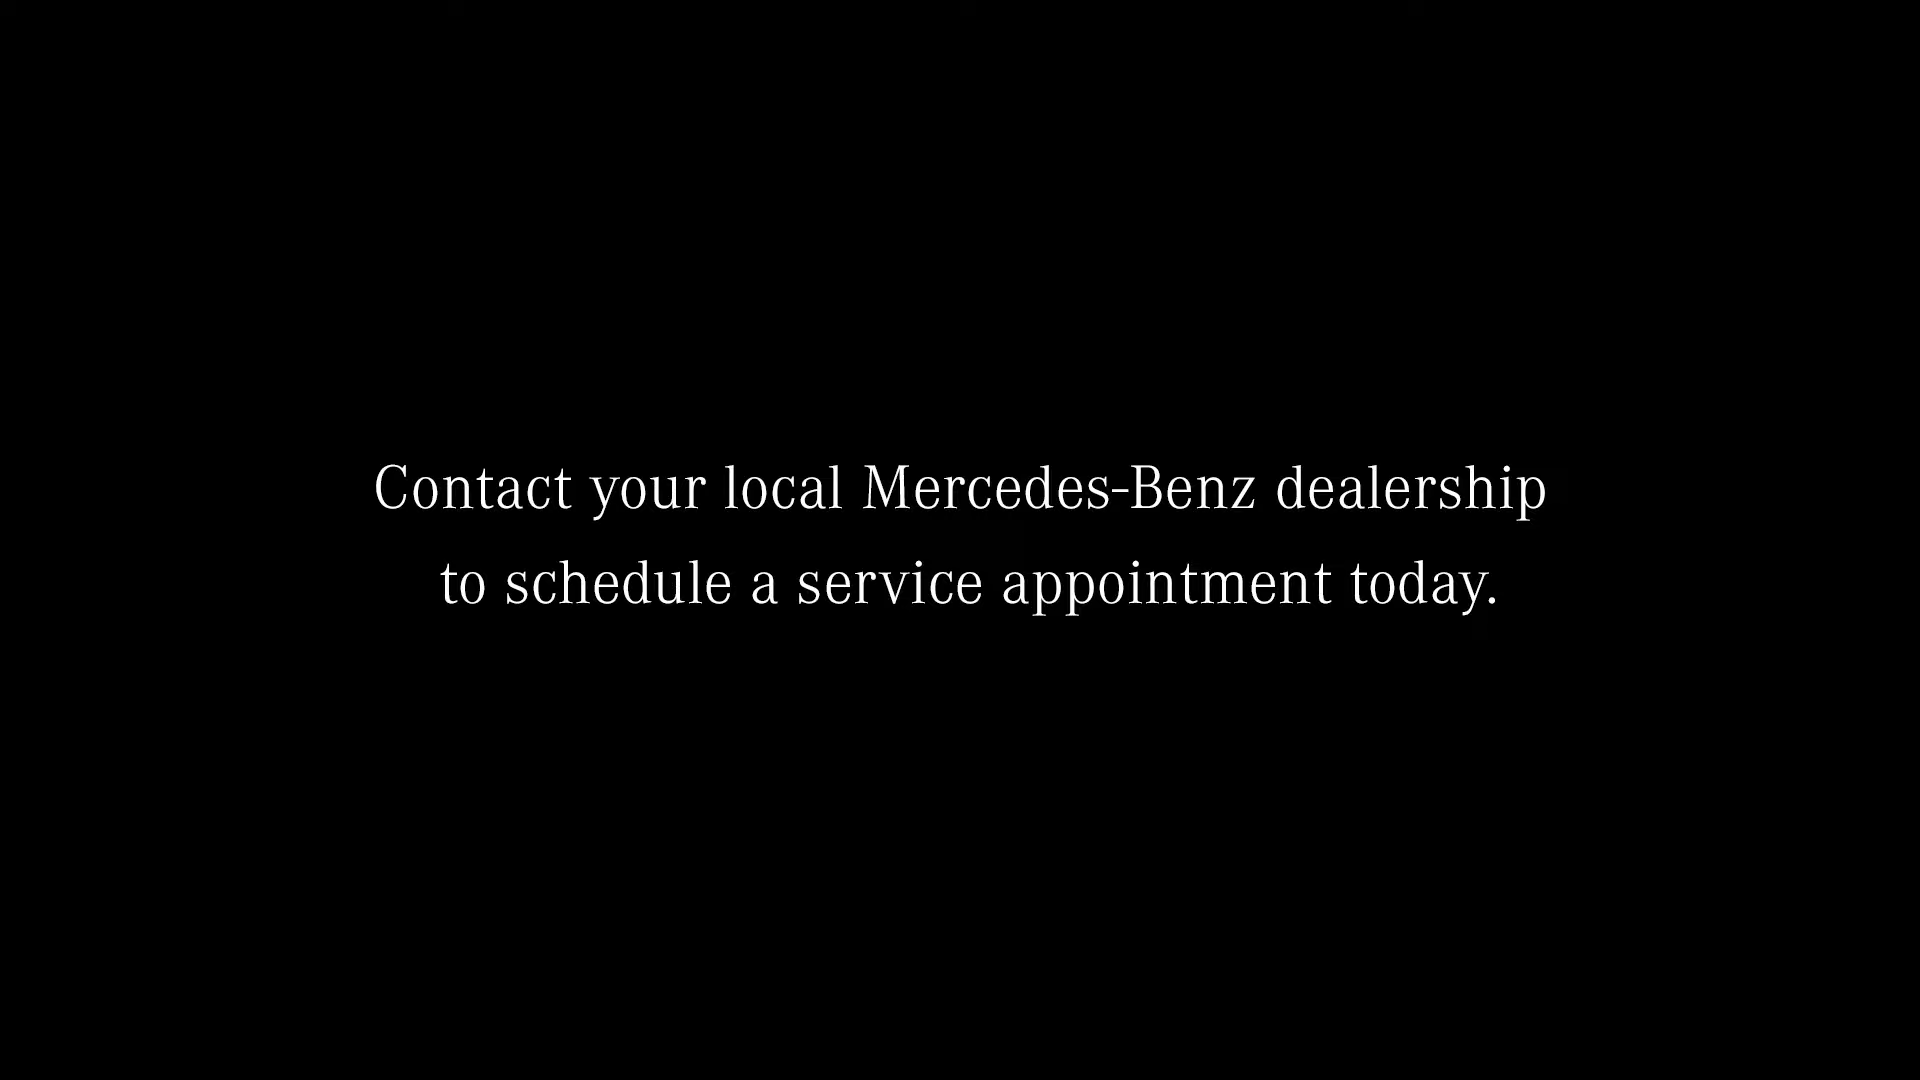 Contact your local Mercedes-Benz dealership
to schedule a service appointment today.